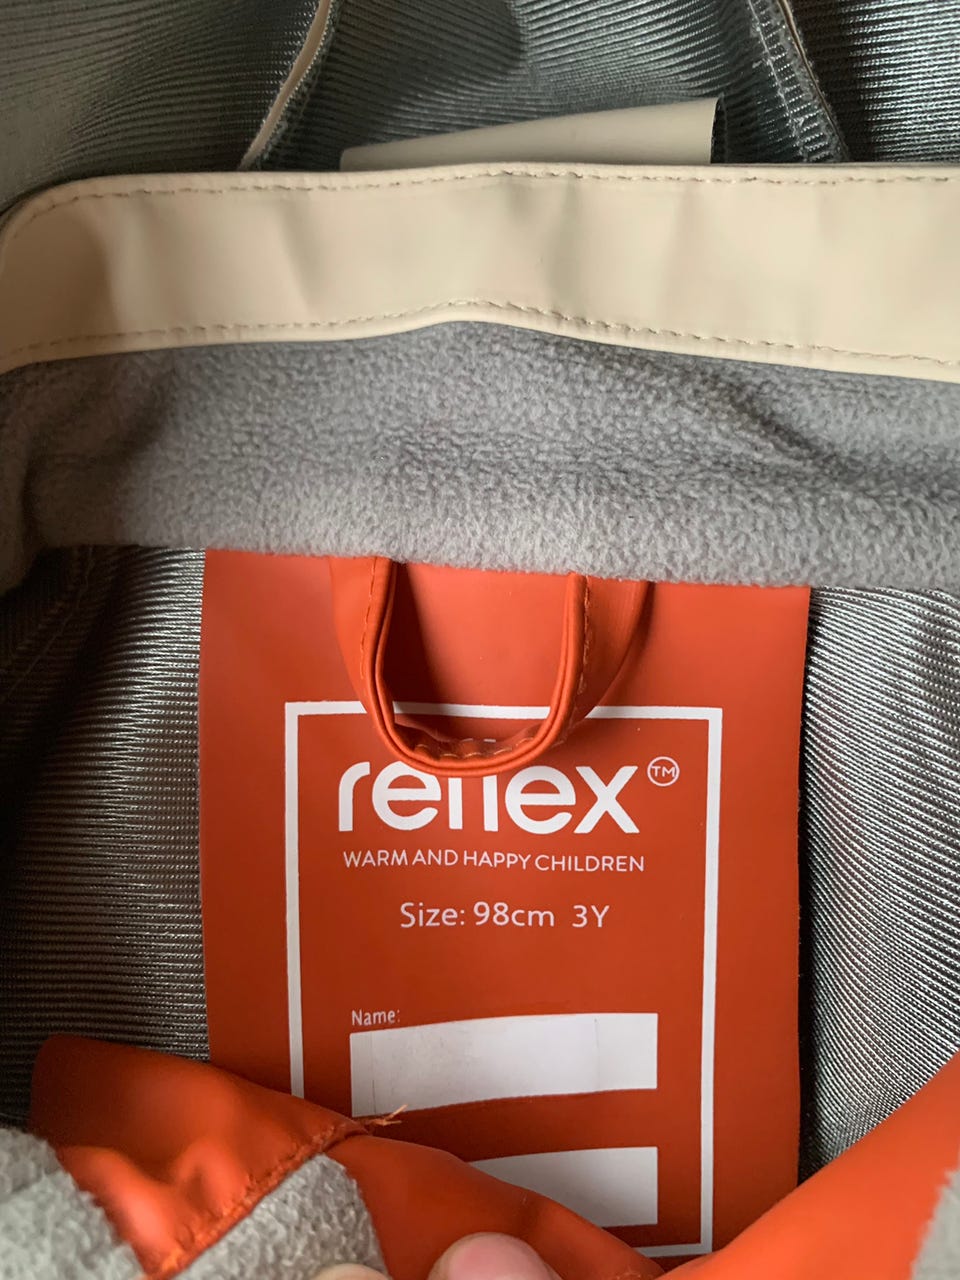 reflex™
WARM AND HAPPY CHILDREN
Size: 98cm 3Y
Name: